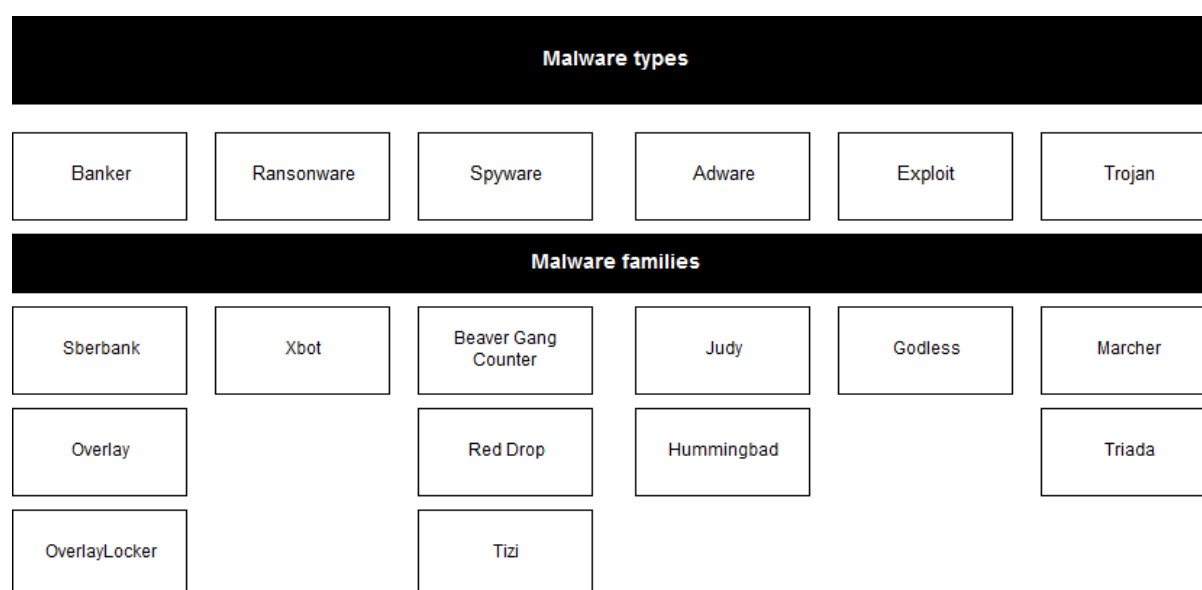 Malware types
Banker
Ransonware
Spyware
Adware
Exploit
Trojan
Malware families
Sberbank
Xbot
Beaver Gang
Counter
Judy
Godless
Marcher
Overlay
Red Drop
Hummingbad
Triada
OverlayLocker
Tizi